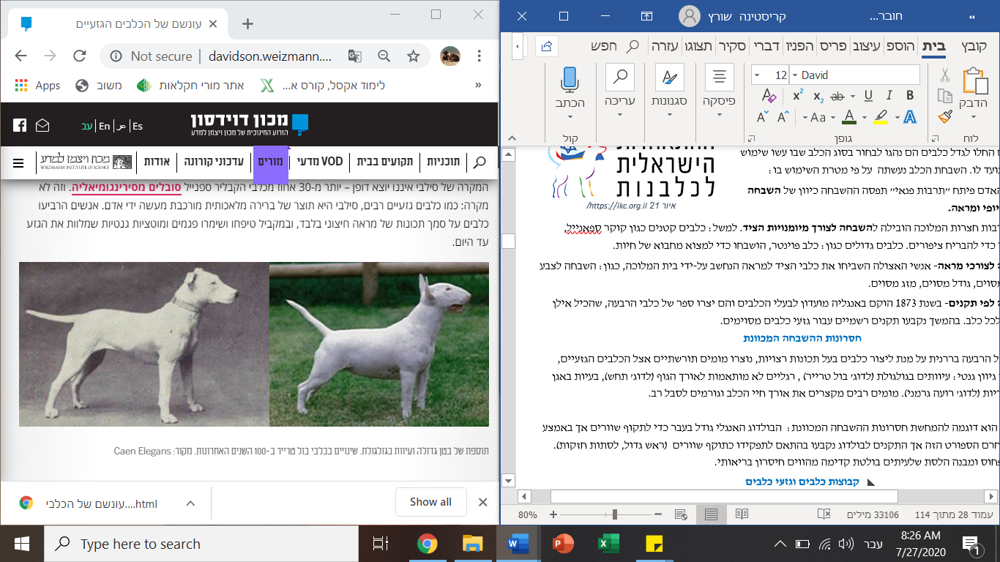 עונשם של הכלבים הגזעיים
Not secure
davidson.weizmann....
Apps
משוב
אתר מורי חקלאות
לימוד אקסל, קורס א...
»
עב En عر Es
מכון דוידסון
הזרוע החינוכית של מכון ויצמן למדע
תוכניות
תקועים בבית
VOD מדעי
מורים
עדכוני קורונה
אודות
מכון ויצמן למדע
WEIZMANN INSTITUTE OF SCIENCE
המקרה של סילבי איננו יוצא דופן – יותר מ-30 אחוז מכלבי הקבליר ספנייל סובלים מסירינגומיאליה. וזה לא
מקרה: כמו כלבים גזעיים רבים, סילבי היא תוצר של ברירה מלאכותית מורכבת מעשה ידי אדם. אנשים הרביעו
כלבים על סמך תכונות של מראה חיצוני בלבד, ובמקביל טיפחו ושימרו פגמים ומוטציות גנטיות שמלוות את הגזע
עד היום.
תוספת של בטן גדולה ועיוות בגולגולת. שינויים בכלבי בול טרייר ב-100 השנים האחרונות. מקור: Caen Elegans
עונשם של הכלבי....html
Show all
חובר...
קריסטינה שורץ
קובץ
בית
הוספ
עיצוב
פריס
הפניו
דברי
סקיר
תצוגו
עזרה
חפש
הדבק
לוח
David
12
B I U ab x₂ x²
Aa A A A A
גופן
פיסקה
סגנונות
עריכה
הכתב
קול
ם החלו לגדל כלבים הם נהגו לבחור בסוג הכלב שבו עשו שימוש
נועד לו. השבחת הכלב נעשתה על פי מטרת השימוש בו:
האדם פיתח "תרבות פנאי" תפסה ההשבחה כיוון של השבחה
יופי ומראה.
הישראלית
לכלבנות
איור 21 https://ikc.org.il/
רבות חצרות המלוכה הובילה להשבחה לצורך מיומנויות הציד. למשל: כלבים קטנים כגון קוקר ספאנייל,
כדי להבריח ציפורים. כלבים גדולים כגון: כלב פוינטר, הושבחו כדי למצוא מחבוא של חיות.
ה לצורכי מראה- אנשי האצולה השביחו את כלבי הציד למראה הנחשב על-ידי בית המלוכה, כגון: השבחה לצבע
מסוים, גודל מסוים, מזג מסוים.
ה לפי תקנים- בשנת 1873 הוקם באנגליה מועדון לבעלי הכלבים והם יצרו ספר של כלבי הרבעה, שהכיל אילן
לכל כלב. בהמשך נקבעו תקנים רשמיים עבור גזעי כלבים מסוימים.
חסרונות ההשבחה המכוונת
ל הרבעה בררנית על מנת ליצור כלבים בעל תכונות רצויות, נוצרו מומים תורשתיים אצל הכלבים הגזעיים,
גיוון גנטי: עיוותים בגולגולת (לדוג' בול טרייר) , רגליים לא מותאמות לאורך הגוף (לדוג' תחש), בעיות באגן
ריות (לדוג' רועה גרמני). מומים רבים מקצרים את אורך חיי הכלב וגורמים לסבל רב.
הוא דוגמה להמחשת חסרונות ההשבחה המכוונת: הבולדוג האנגלי גודל בעבר כדי לתקוף שוורים אך באמצע
חרם הספורט הזה אך התקנים לבולדוג נקבעו בהתאם לתפקידו כתוקף שוורים (ראש גדול, לסתות חזקות).
פחוס ומבנה הלסת שלעיתים בולטת קדימה מהווים חיסרון בריאותי.
קבוצות כלבים וגזעי כלבים
עמוד 28 מתוך 114
33106 מילים
80%
Type here to search
עבר
8:26 AM
7/27/2020
1